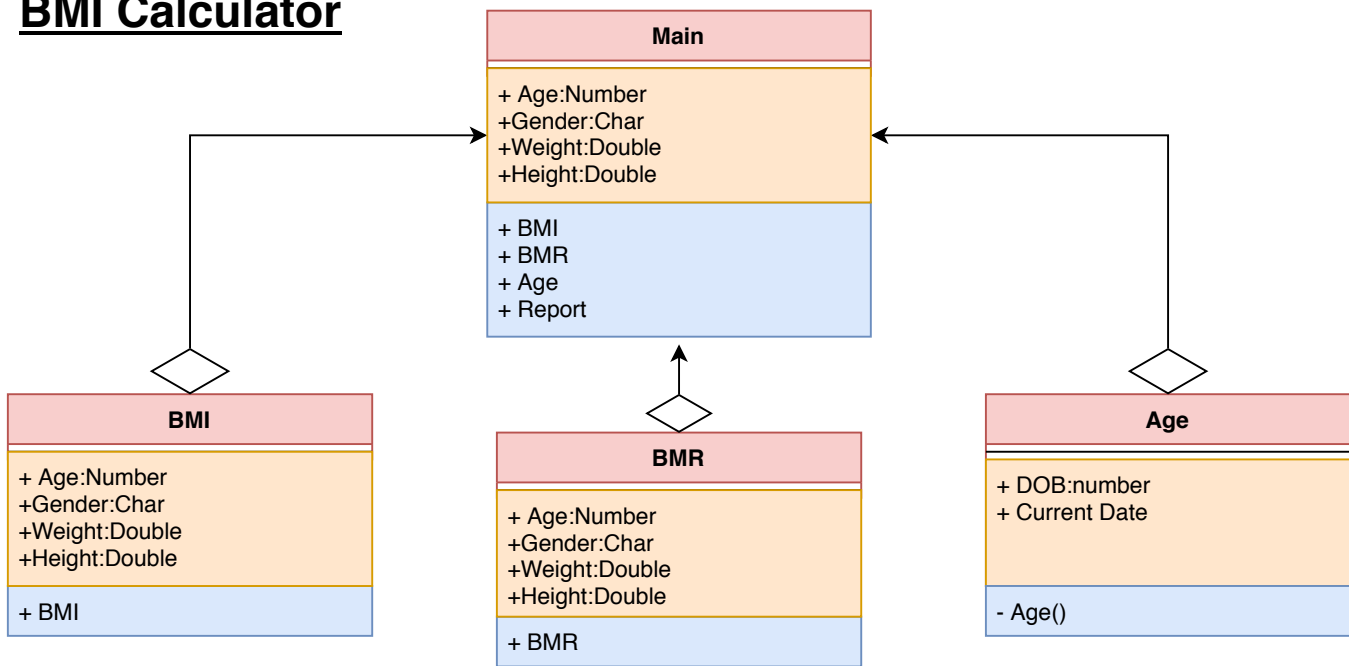 BMI Calculator
Main
+ Age:Number
+Gender:Char
+Weight:Double
+Height:Double
+ BMI
+ BMR
+ Age
+ Report
BMI
+ Age:Number
+Gender:Char
+Weight:Double
+Height:Double
+ BMI
BMR
+ Age:Number
+Gender:Char
+Weight:Double
+Height:Double
+ BMR
Age
+ DOB:number
+ Current Date
- Age()